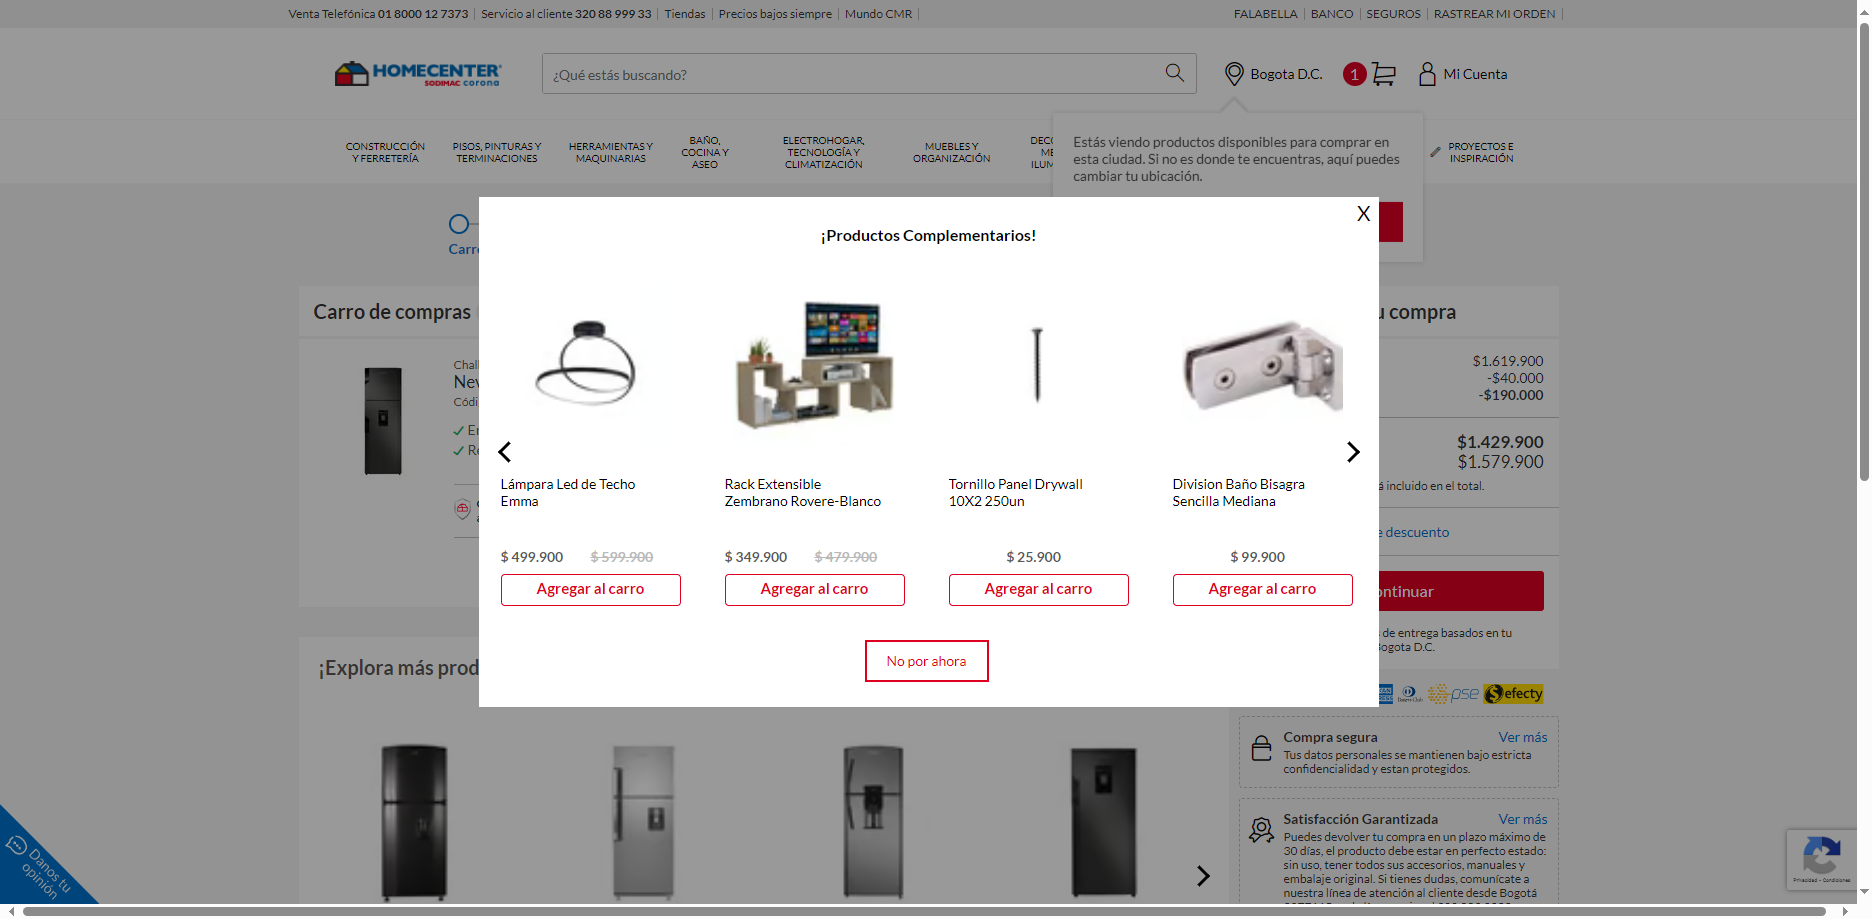 Venta Telefónica 01 8000 12 7373 Servicio al cliente 320 88 999 33 Tiendas Precios bajos siempre Mundo CMR FALABELLA BANCO SEGUROS RASTREAR MI ORDEN
HOMECENTER
SODIMAC corona
¿Qué estás buscando?
Bogota D.C.
1
Mi Cuenta
CONSTRUCCIÓN
Y FERRETERÍA
PISOS, PINTURAS Y
TERMINACIONES
HERRAMIENTAS Y
MAQUINARIAS
BAÑO,
COCINA Y
ASEO
ELECTROHOGAR,
TECNOLOGÍA Y
CLIMATIZACIÓN
MUEBLES Y
ORGANIZACIÓN
PROYECTOS E
INSPIRACIÓN
Estás viendo productos disponibles para comprar en
esta ciudad. Si no es donde te encuentras, aquí puedes
cambiar tu ubicación.
X
¡Productos Complementarios!
Lámpara Led de Techo
Emma
$ 499.900 $ 599.900
Agregar al carro
Rack Extensible
Zembrano Rovere-Blanco
$ 349.900 $ 479.900
Agregar al carro
Tornillo Panel Drywall
10X2 250un
$ 25.900
Agregar al carro
Division Baño Bisagra
Sencilla Mediana
$ 99.900
Agregar al carro
No por ahora
Carro de compras
u compra
$1.619.900
-$40.000
-$190.000
$1.429.900
$1.579.900
á incluido en el total.
e descuento
ontinuar
s de entrega basados en tu
Bogota D.C.
pse
efecty
¡Explora más prod
Compra segura Ver más
Tus datos personales se mantienen bajo estricta
confidencialidad y estan protegidos.
Satisfacción Garantizada Ver más
Puedes devolver tu compra en un plazo máximo de
30 días, el producto debe estar en perfecto estado:
sin uso, tener todos sus accesorios, manuales y
embalaje original. Si tienes dudas, comunícate a
nuestra línea de atención al cliente desde Bogotá
Danos tu
opinión
Privacidad - Condiciones